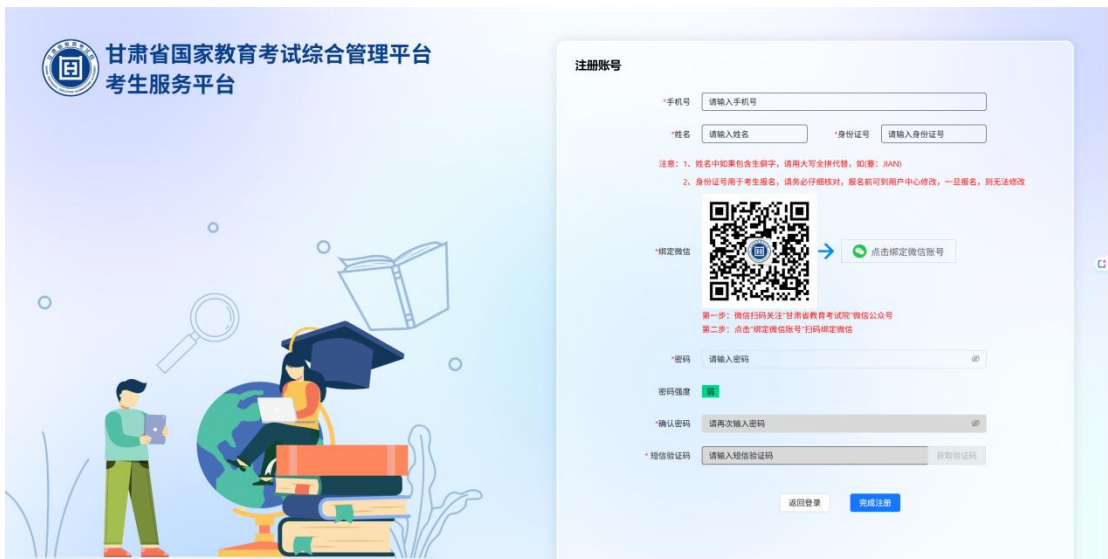 甘肃省国家教育考试综合管理平台
考生服务平台
注册账号
*手机号 请输入手机号
*姓名 请输入姓名 *身份证号 请输入身份证号
注意：1、姓名中如果包含生僻字，请用大写全拼代替，如(蹇：JIAN)
2、身份证号用于考生报名，请务必仔细核对，报名前可到用户中心修改，一旦报名，则无法修改
*绑定微信 点击绑定微信账号
第一步：微信扫码关注"甘肃省教育考试院"微信公众号
第二步：点击"绑定微信账号"扫码绑定微信
*密码 请输入密码
密码强度 弱
*确认密码 请再次输入密码
*短信验证码 请输入短信验证码 获取验证码
返回登录 完成注册